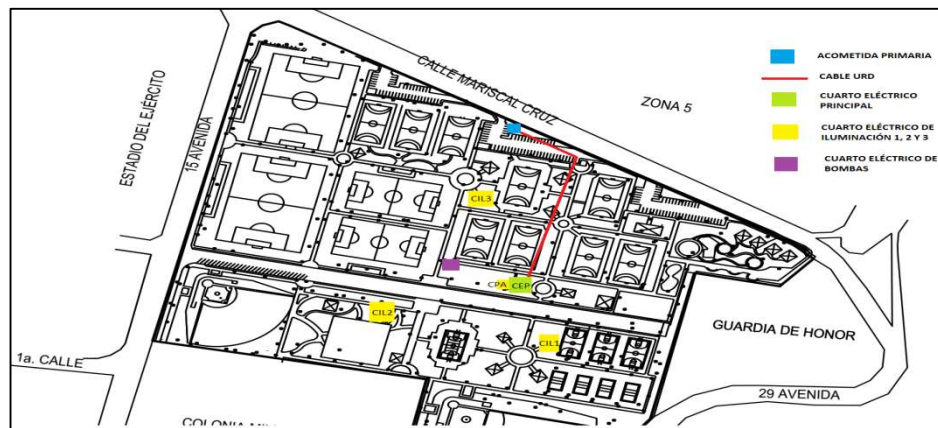 CALLE MARISCAL CRUZ
ZONA 5
ESTADIO DEL EJÉRCITO
15 AVENIDA
ACOMETIDA PRIMARIA
CABLE URD
CUARTO ELÉCTRICO
PRINCIPAL
CUARTO ELÉCTRICO DE
ILUMINACIÓN 1, 2 Y 3
CUARTO ELÉCTRICO DE
BOMBAS
CIL3
CPA
CEP
CIL2
CIL1
GUARDIA DE HONOR
1a. CALLE
29 AVENIDA
COLONIA